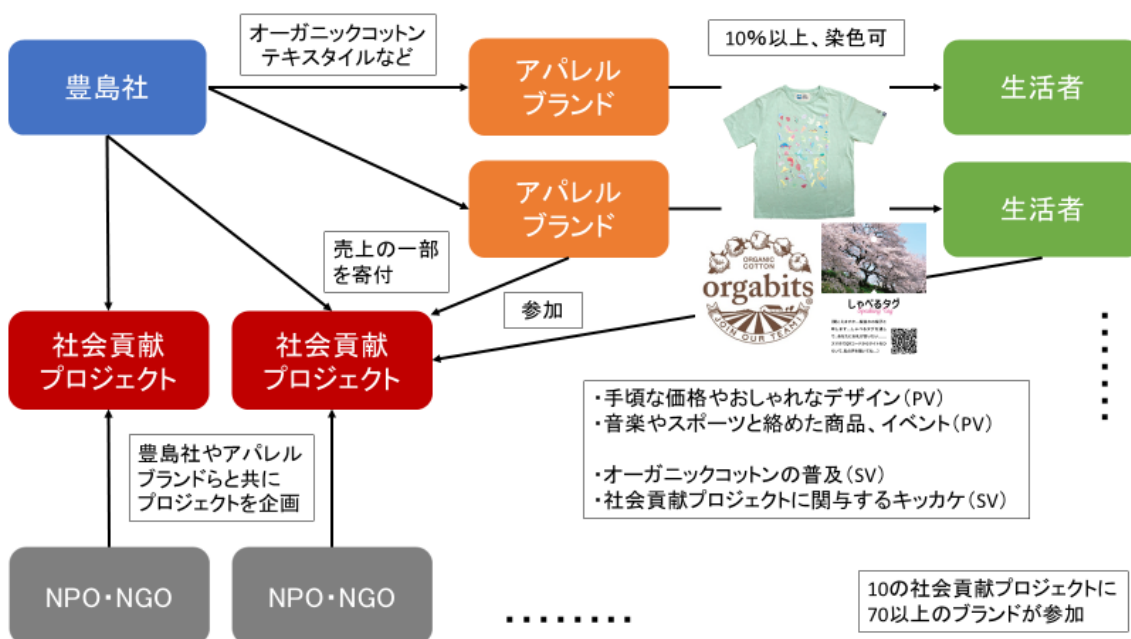 オーガニックコットン
テキスタイルなど
10%以上、染色可
豊島社
アパレル
ブランド
生活者
アパレル
ブランド
生活者
売上の一部
を寄付
参加
ORGANIC
COTTON
orgabits
JOIN OUR TEAM!
しゃべるタグ
Speaking Tag
社会貢献
プロジェクト
社会貢献
プロジェクト
・手頃な価格やおしゃれなデザイン(PV)
・音楽やスポーツと絡めた商品、イベント(PV)
・オーガニックコットンの普及(SV)
・社会貢献プロジェクトに関与するキッカケ(SV)
豊島社やアパレル
ブランドらと共に
プロジェクトを企画
NPO・NGO
NPO・NGO
10の社会貢献プロジェクトに
70以上のブランドが参加